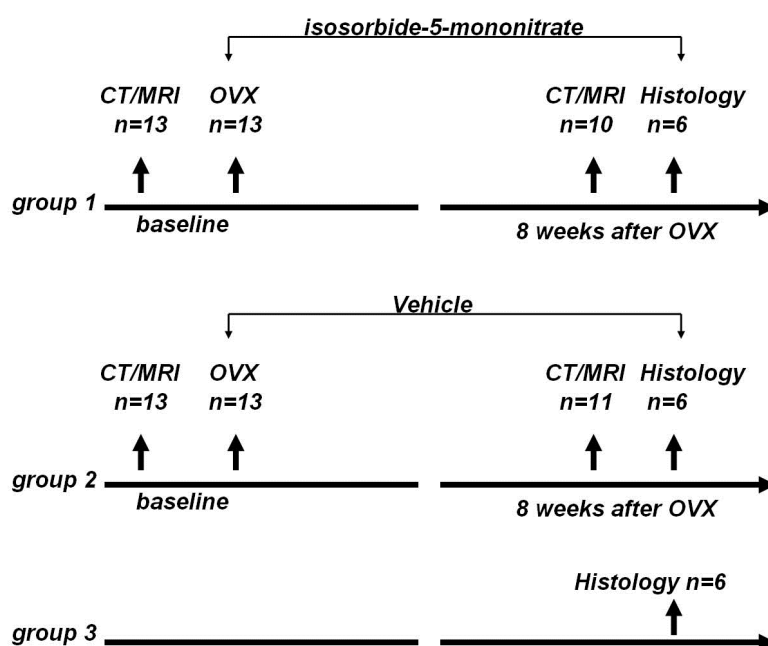 isosorbide-5-mononitrate
CT/MRI OVX CT/MRI Histology
n=13 n=13 n=10 n=6
group 1
baseline 8 weeks after OVX
Vehicle
CT/MRI OVX CT/MRI Histology
n=13 n=13 n=11 n=6
group 2
baseline 8 weeks after OVX
Histology n=6
group 3